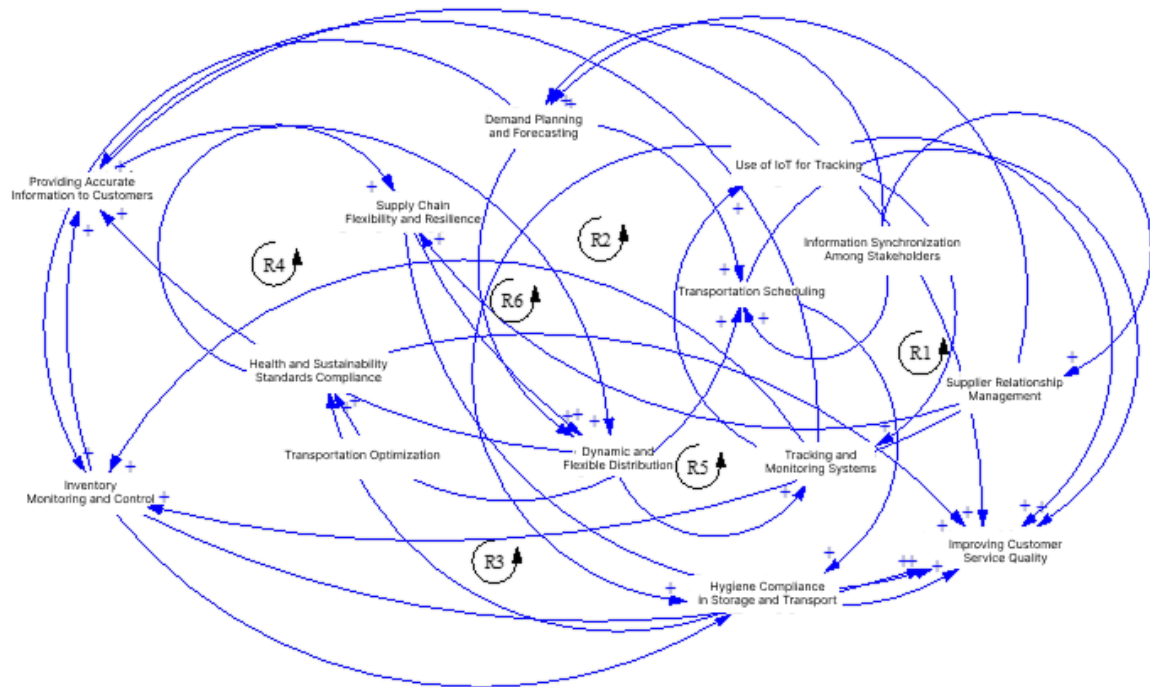 Demand Planning
and Forecasting
Use of IoT for Tracking
Providing Accurate
Information to Customers
Supply Chain
Flexibility and Resilience
R4
R2
Information Synchronization
Among Stakeholders
R6
Transportation Scheduling
R1
Health and Sustainability
Standards Compliance
Supplier Relationship
Management
Transportation Optimization
Dynamic and
Flexible Distribution
R5
Tracking and
Monitoring Systems
Inventory
Monitoring and Control
R3
Improving Customer
Service Quality
Hygiene Compliance
in Storage and Transport